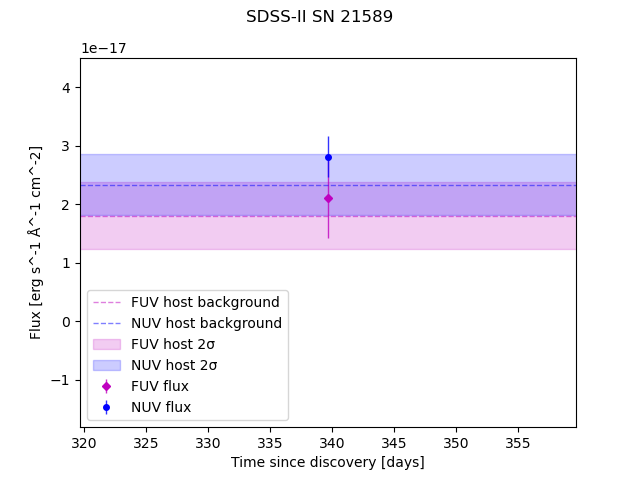 SDSS-II SN 21589
1e−17
4
3
2
1
0
−1
Flux [erg s^-1 Å^-1 cm^-2]
FUV host background
NUV host background
FUV host 2σ
NUV host 2σ
FUV flux
NUV flux
320 325 330 335 340 345 350 355
Time since discovery [days]